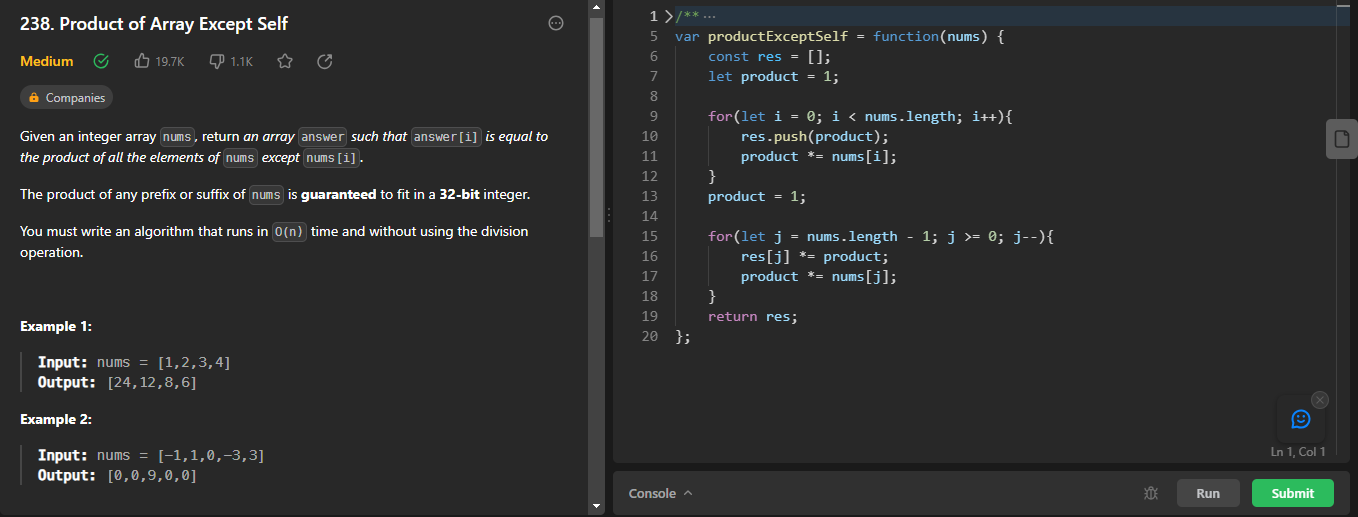 238. Product of Array Except Self
Medium 19.7K 1.1K
Companies
Given an integer array nums, return an array answer such that answer[i] is equal to
the product of all the elements of nums except nums[i].
The product of any prefix or suffix of nums is guaranteed to fit in a 32-bit integer.
You must write an algorithm that runs in O(n) time and without using the division
operation.
Example 1:
Input: nums = [1,2,3,4]
Output: [24,12,8,6]
Example 2:
Input: nums = [-1,1,0,-3,3]
Output: [0,0,9,0,0]
1 /** ···
5 var productExceptSelf = function(nums) {
6     const res = [];
7     let product = 1;
8
9     for(let i = 0; i < nums.length; i++){
10         res.push(product);
11         product *= nums[i];
12     }
13     product = 1;
14
15     for(let j = nums.length - 1; j >= 0; j--){
16         res[j] *= product;
17         product *= nums[j];
18     }
19     return res;
20 };
Ln 1, Col 1
Console Run Submit